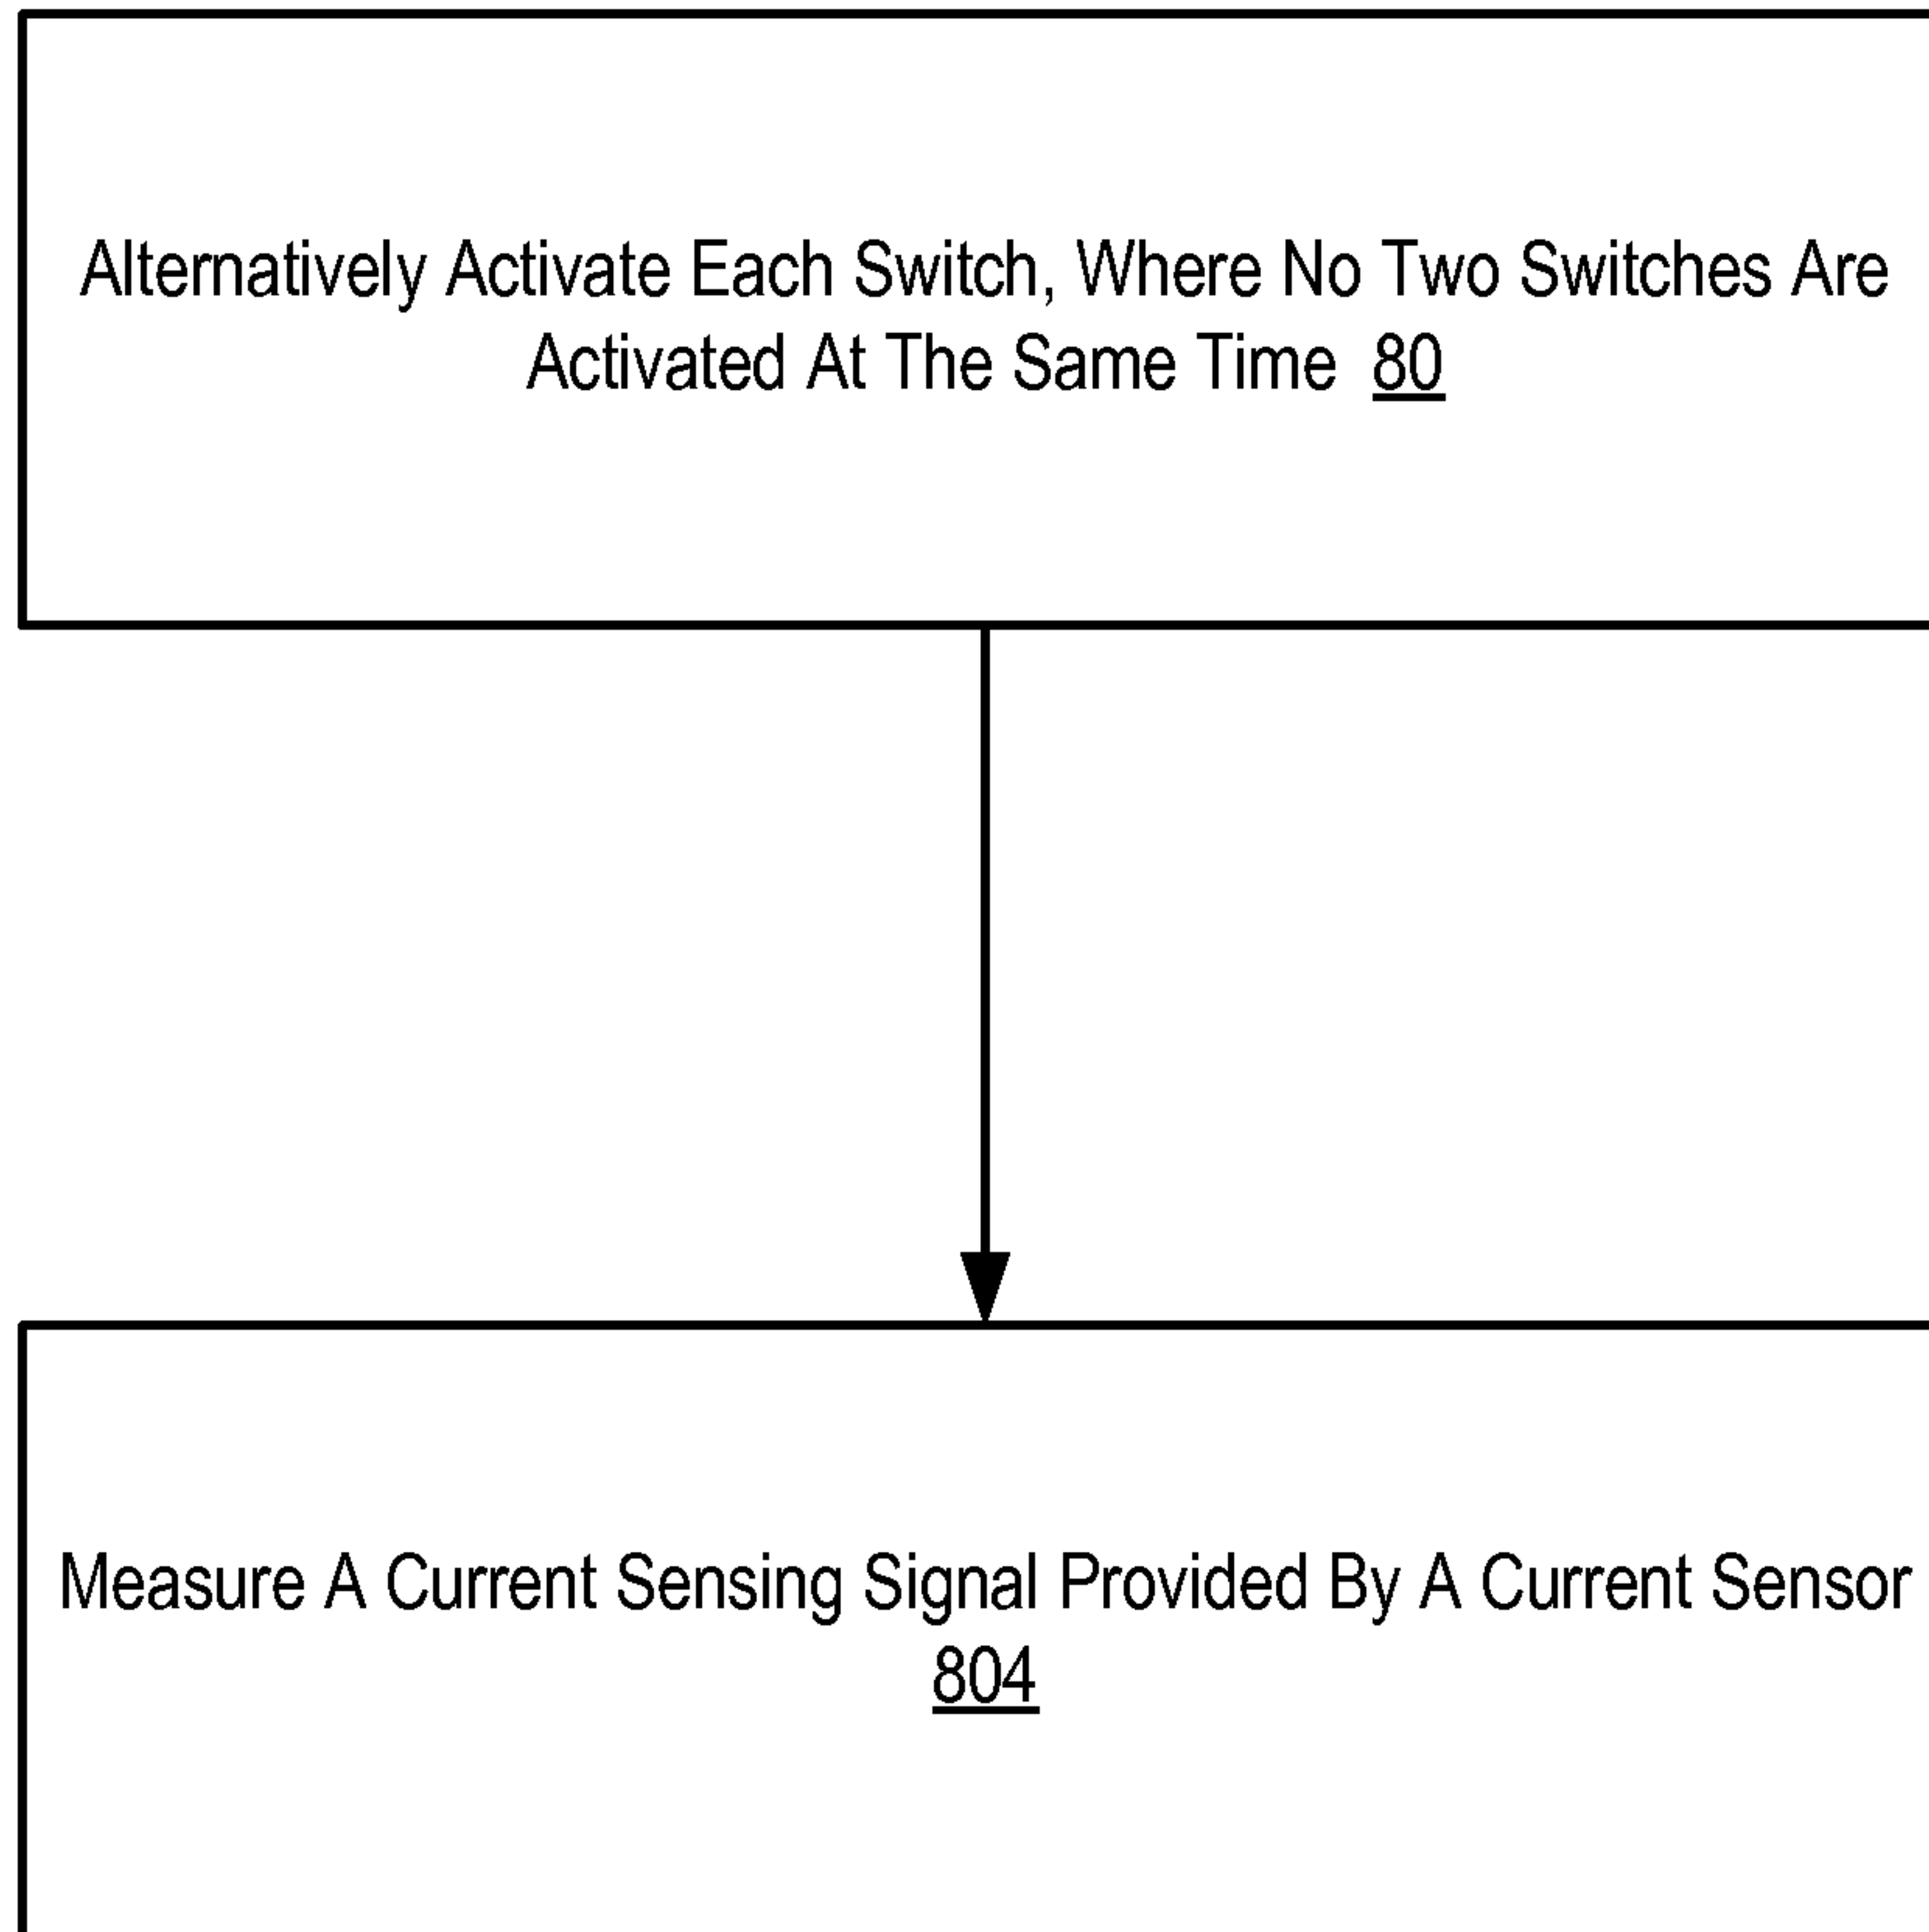 Alternatively Activate Each Switch, Where No Two Switches Are
Activated At The Same Time 80
Measure A Current Sensing Signal Provided By A Current Sensor
804